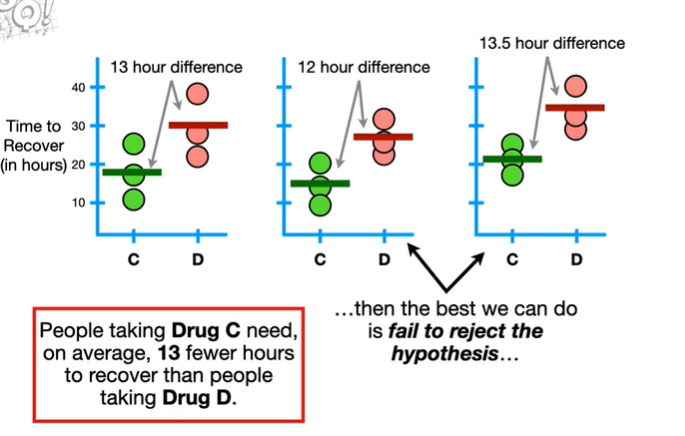 Q!
13 hour difference
12 hour difference
13.5 hour difference
Time to
Recover
(in hours)
40
30
20
10
C D
C D
C D
People taking Drug C need,
on average, 13 fewer hours
to recover than people
taking Drug D.
...then the best we can do
is fail to reject the
hypothesis...